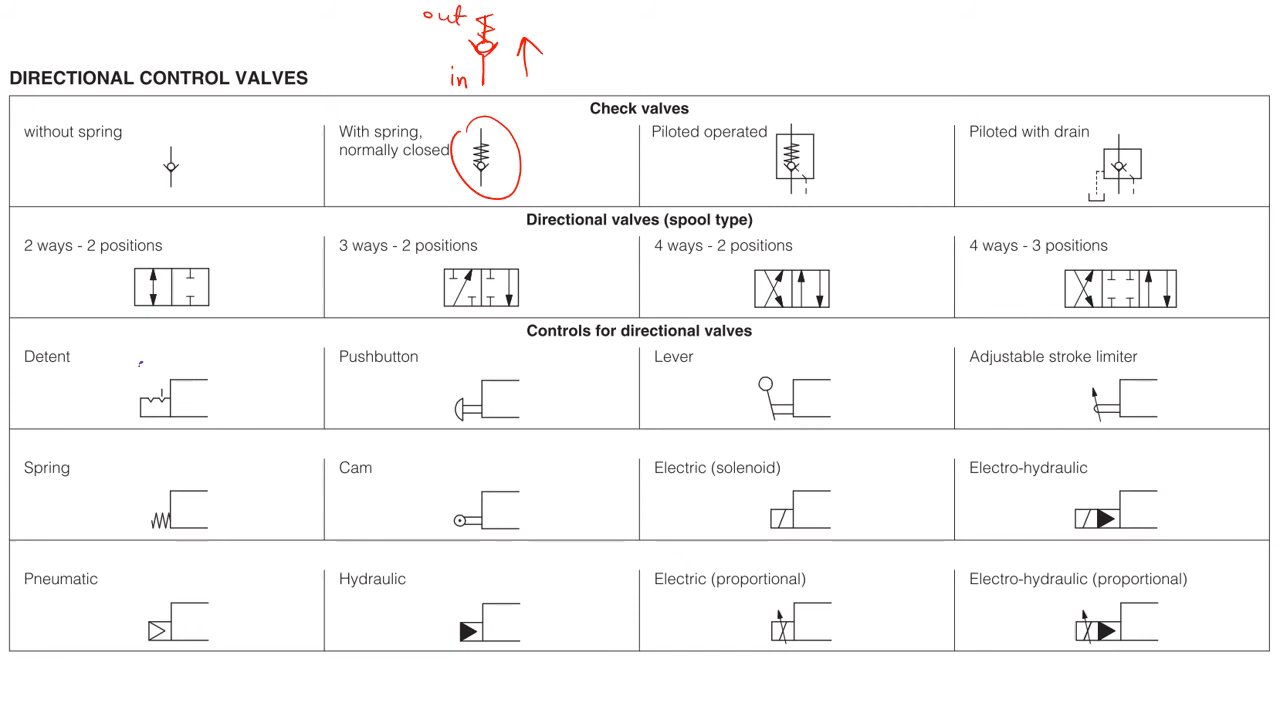 out
in
DIRECTIONAL CONTROL VALVES
Check valves
without spring
With spring,
normally closed
Piloted operated
Piloted with drain
Directional valves (spool type)
2 ways - 2 positions
3 ways - 2 positions
4 ways - 2 positions
4 ways - 3 positions
Controls for directional valves
Detent
Pushbutton
Lever
Adjustable stroke limiter
Spring
Cam
Electric (solenoid)
Electro-hydraulic
Pneumatic
Hydraulic
Electric (proportional)
Electro-hydraulic (proportional)